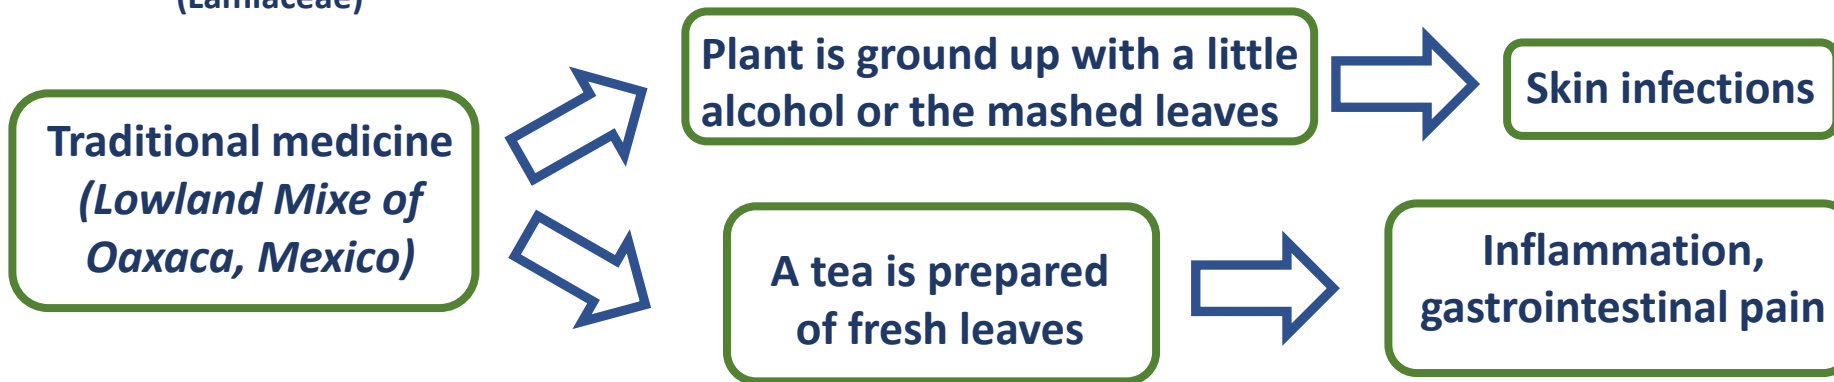 (Lamiaceae)
Traditional medicine
(Lowland Mixe of
Oaxaca, Mexico)
Plant is ground up with a little
alcohol or the mashed leaves
Skin infections
A tea is prepared
of fresh leaves
Inflammation,
gastrointestinal pain